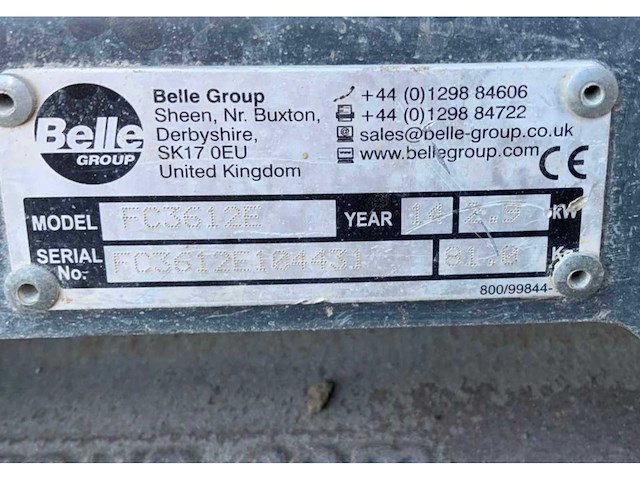 Belle
GROUP
Belle Group
Sheen, Nr. Buxton,
Derbyshire,
SK17 0EU
United Kingdom
+44 (0)1298 84606
+44 (0)1298 84722
sales@belle-group.co.uk
www.bellegroup.com
CE
MODEL FC3612E YEAR 14 2.9 kW
SERIAL No. FC3612E104431 81.0 Kg
800/99844-